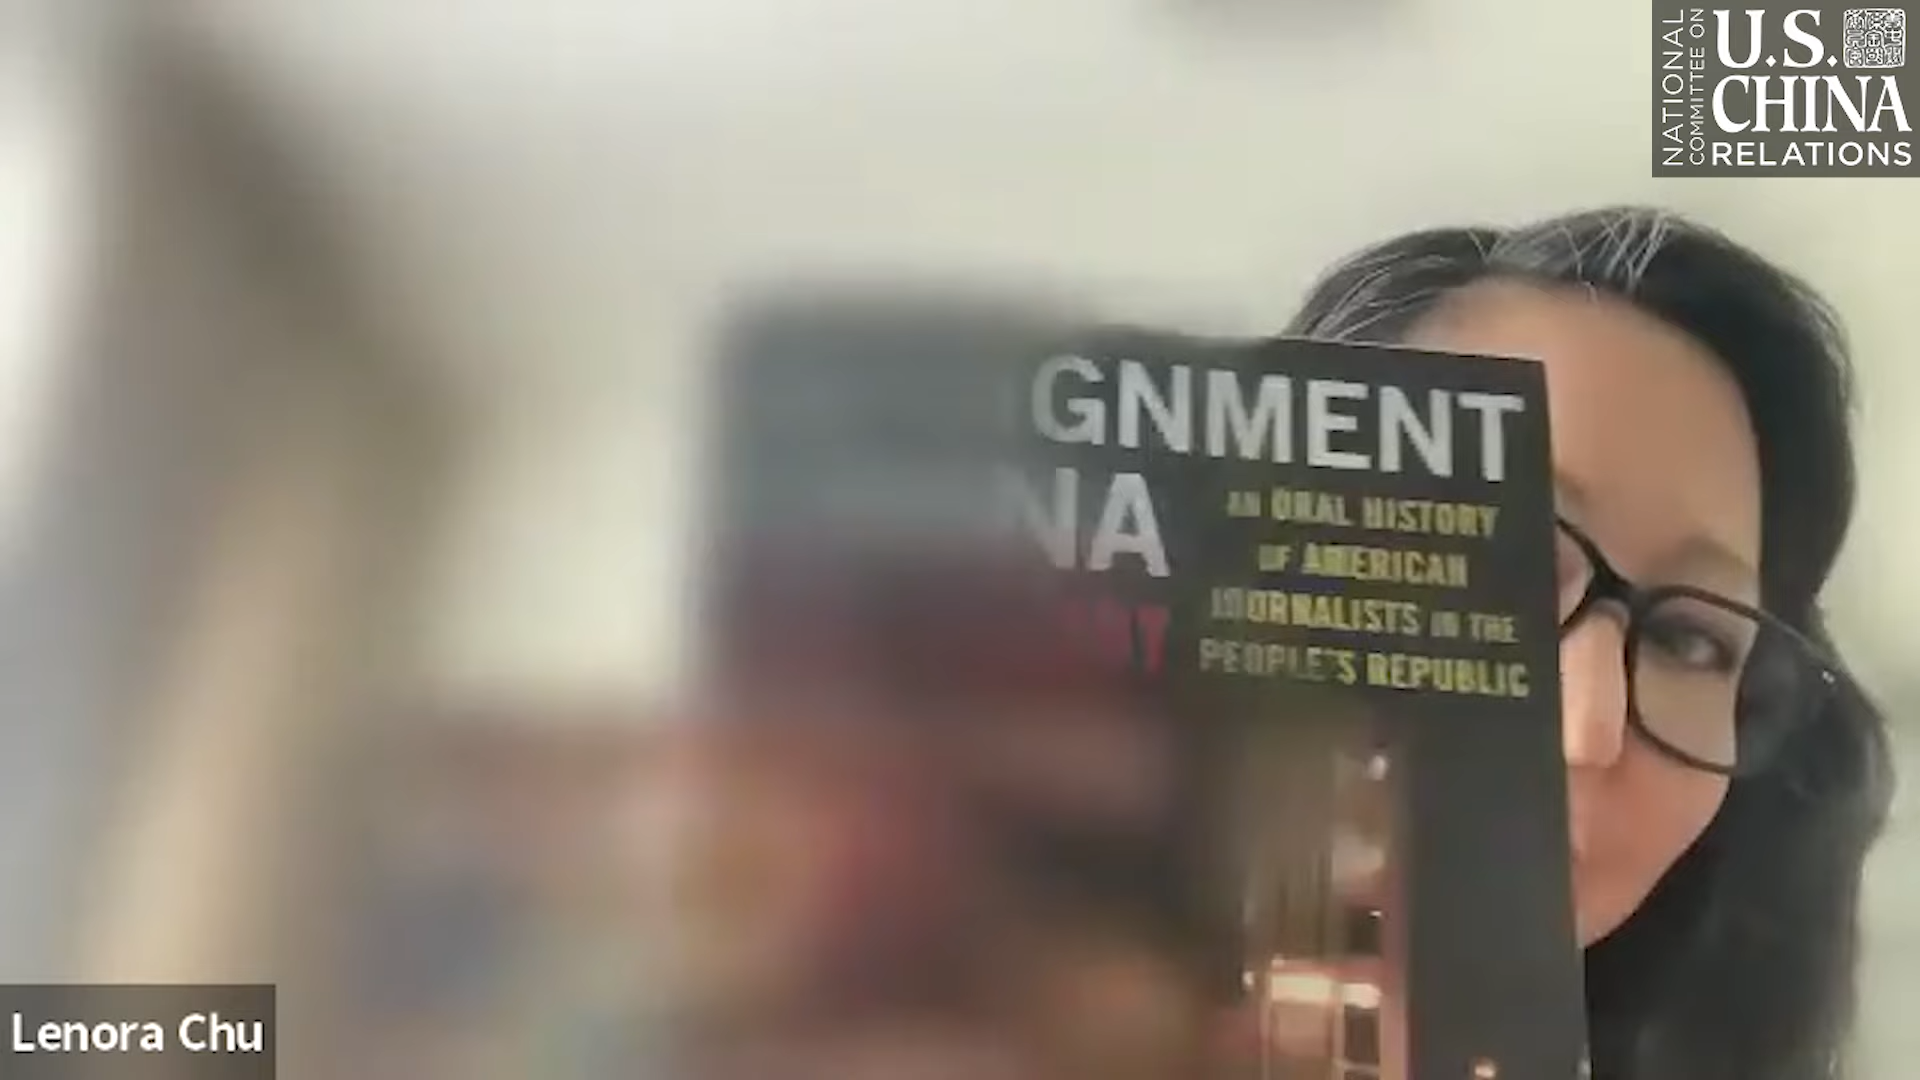 NATIONAL
COMMITTEE ON
U.S.
CHINA
RELATIONS
GNMENT
NA
AN ORAL HISTORY
OF AMERICAN
JOURNALISTS IN THE
PEOPLE'S REPUBLIC
Lenora Chu